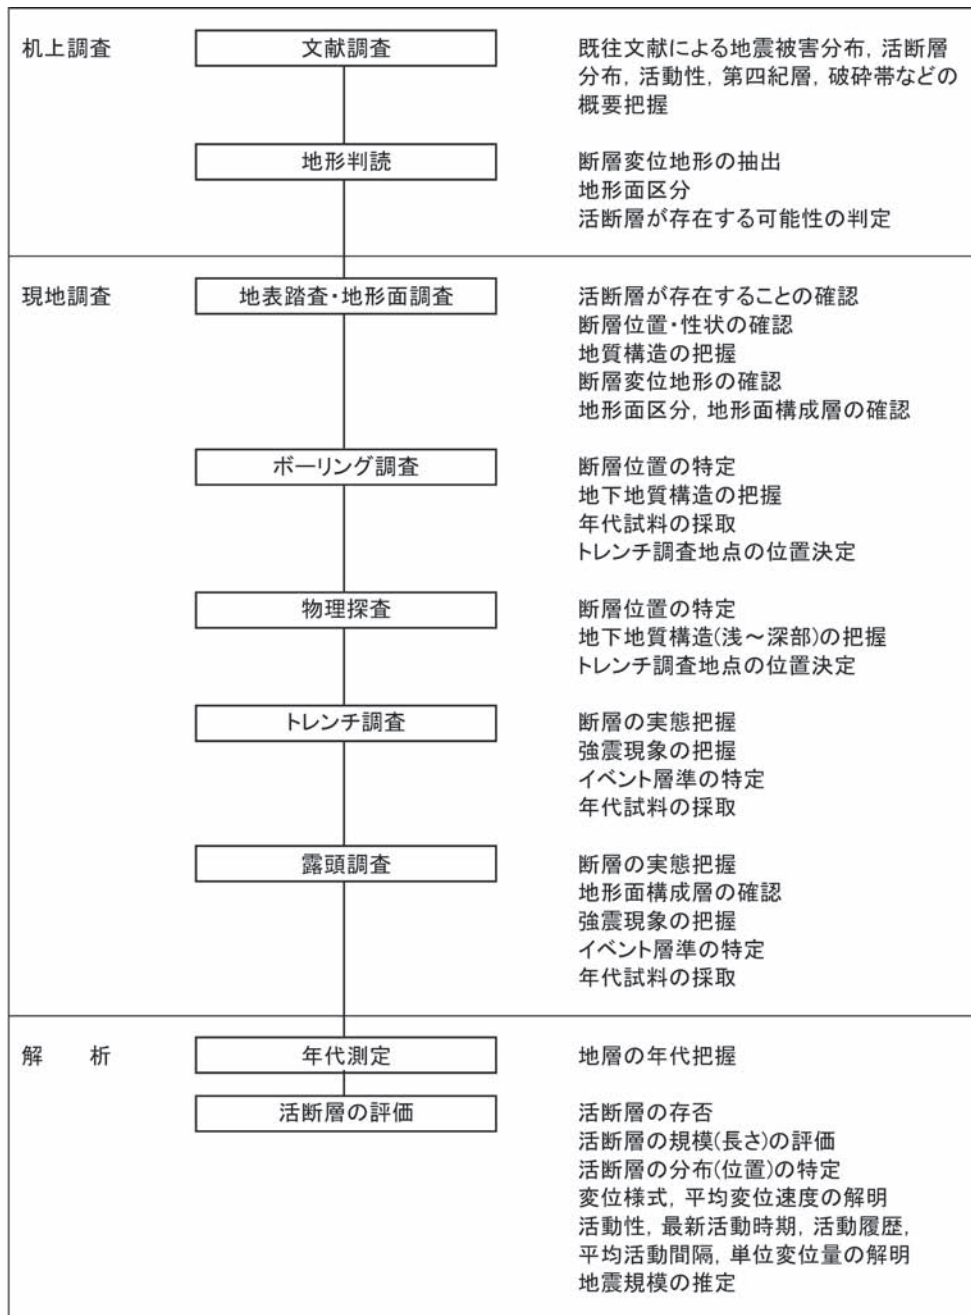 机上調査
文献調査
既往文献による地震被害分布, 活断層
分布, 活動性, 第四紀層, 破砕帯などの
概要把握
地形判読
断層変位地形の抽出
地形面区分
活断層が存在する可能性の判定
現地調査
地表踏査・地形面調査
活断層が存在することの確認
断層位置・性状の確認
地質構造の把握
断層変位地形の確認
地形面区分, 地形面構成層の確認
ボーリング調査
断層位置の特定
地下地質構造の把握
年代試料の採取
トレンチ調査地点の位置決定
物理探査
断層位置の特定
地下地質構造(浅～深部)の把握
トレンチ調査地点の位置決定
トレンチ調査
断層の実態把握
強震現象の把握
イベント層準の特定
年代試料の採取
露頭調査
断層の実態把握
地形面構成層の確認
強震現象の把握
イベント層準の特定
年代試料の採取
解　　析
年代測定
地層の年代把握
活断層の評価
活断層の存否
活断層の規模(長さ)の評価
活断層の分布(位置)の特定
変位様式, 平均変位速度の解明
活動性, 最新活動時期, 活動履歴,
平均活動間隔, 単位変位量の解明
地震規模の推定